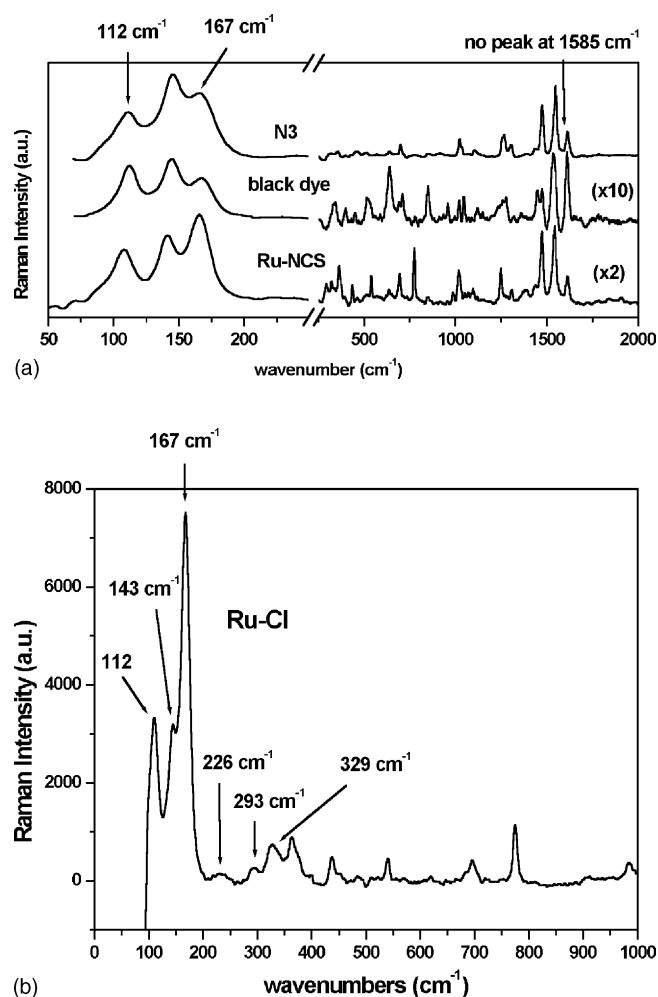 112 cm⁻¹
167 cm⁻¹
no peak at 1585 cm⁻¹
N3
black dye
(x10)
Ru-NCS
(x2)
Raman Intensity (a.u.)
50 100 150 200 500 1000 1500 2000
wavenumber (cm⁻¹)
(a)
167 cm⁻¹
8000
143 cm⁻¹
6000
Ru-Cl
112
4000
226 cm⁻¹
329 cm⁻¹
293 cm⁻¹
2000
0
Raman Intensity (a.u.)
0 100 200 300 400 500 600 700 800 900 1000
wavenumbers (cm⁻¹)
(b)